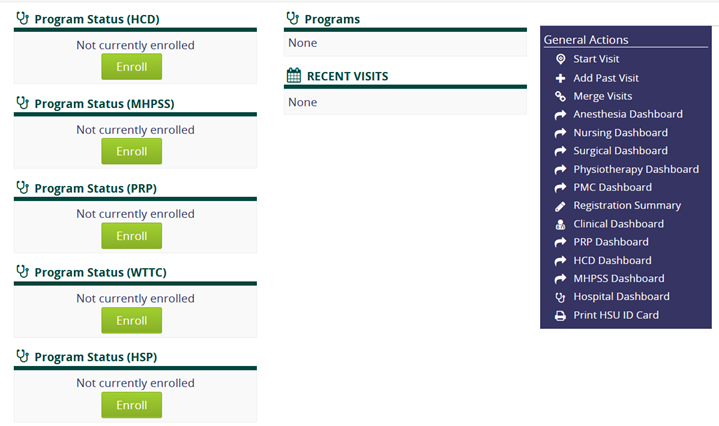 Program Status (HCD)
Not currently enrolled
Enroll
Program Status (MHPSS)
Not currently enrolled
Enroll
Program Status (PRP)
Not currently enrolled
Enroll
Program Status (WTTC)
Not currently enrolled
Enroll
Program Status (HSP)
Not currently enrolled
Enroll
Programs
None
RECENT VISITS
None
General Actions
Start Visit
Add Past Visit
Merge Visits
Anesthesia Dashboard
Nursing Dashboard
Surgical Dashboard
Physiotherapy Dashboard
PMC Dashboard
Registration Summary
Clinical Dashboard
PRP Dashboard
HCD Dashboard
MHPSS Dashboard
Hospital Dashboard
Print HSU ID Card